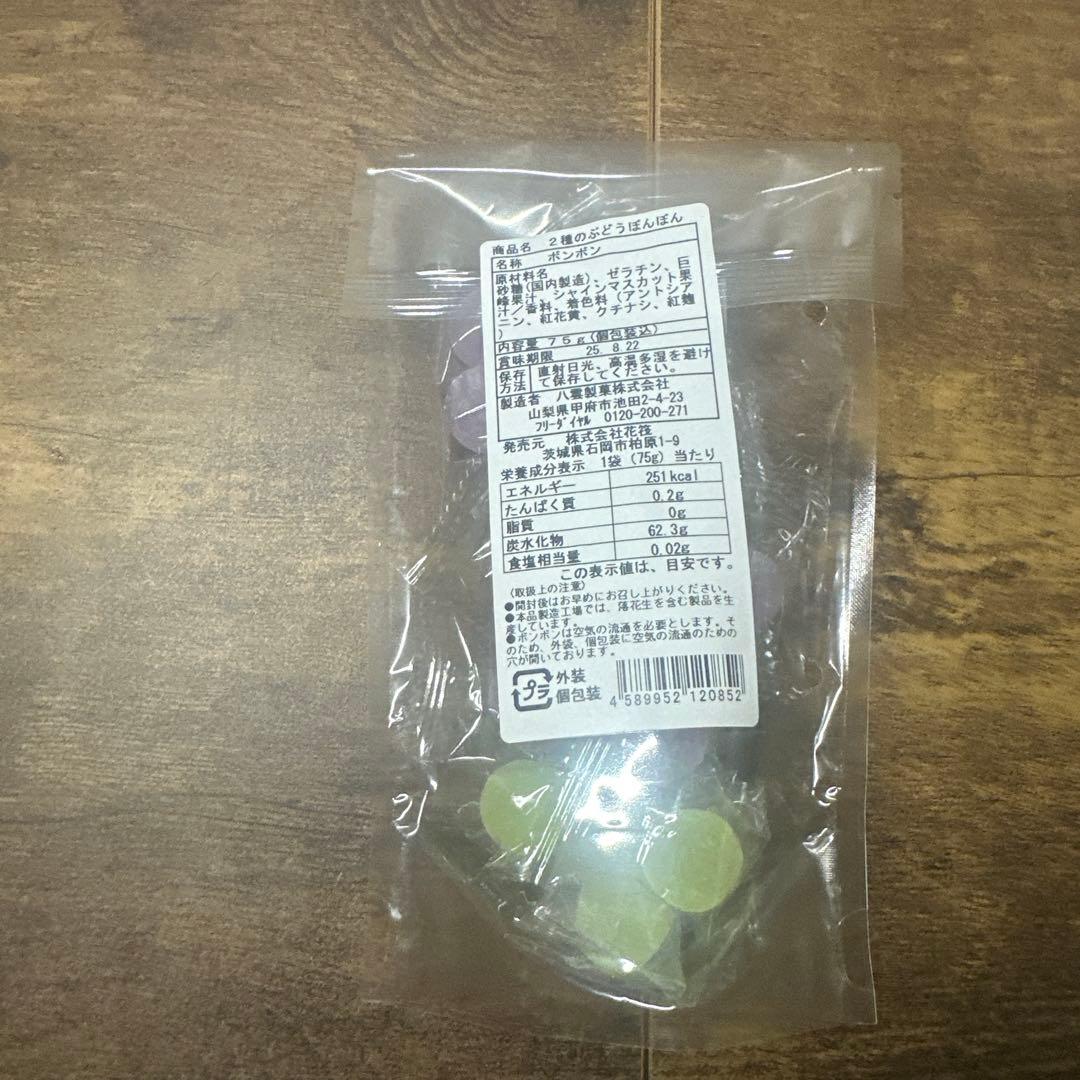 商品名 2種のぶどうぼんぼん
名称 ボンボン
原材料名
砂糖(国内製造)、ゼラチン、巨
峰果汁、シャインマスカット果
汁/香料、着色料(アントシア
ニン、紅花黄、クチナシ、紅麹
)
内容量 75g(個包装込)
賞味期限 25. 8.22
保存方法 直射日光、高温多湿を避け
て保存してください。
製造者 八雲製菓株式会社
山梨県甲府市池田2-4-23
フリーダイヤル 0120-200-271
発売元 株式会社花筏
茨城県石岡市柏原1-9
栄養成分表示 1袋(75g)当たり
エネルギー 251kcal
たんぱく質 0.2g
脂質 0g
炭水化物 62.3g
食塩相当量 0.02g
この表示値は、目安です。
(取扱上の注意)
●開封後はお早めにお召し上がりください。
●本品製造工場では、落花生を含む製品を生
産しています。
●ボンボンは空気の流通を必要とします。そ
のため、外袋、個包装に空気の流通のための
穴が開いております。
プラ 外装
個包装
4 589952 120852